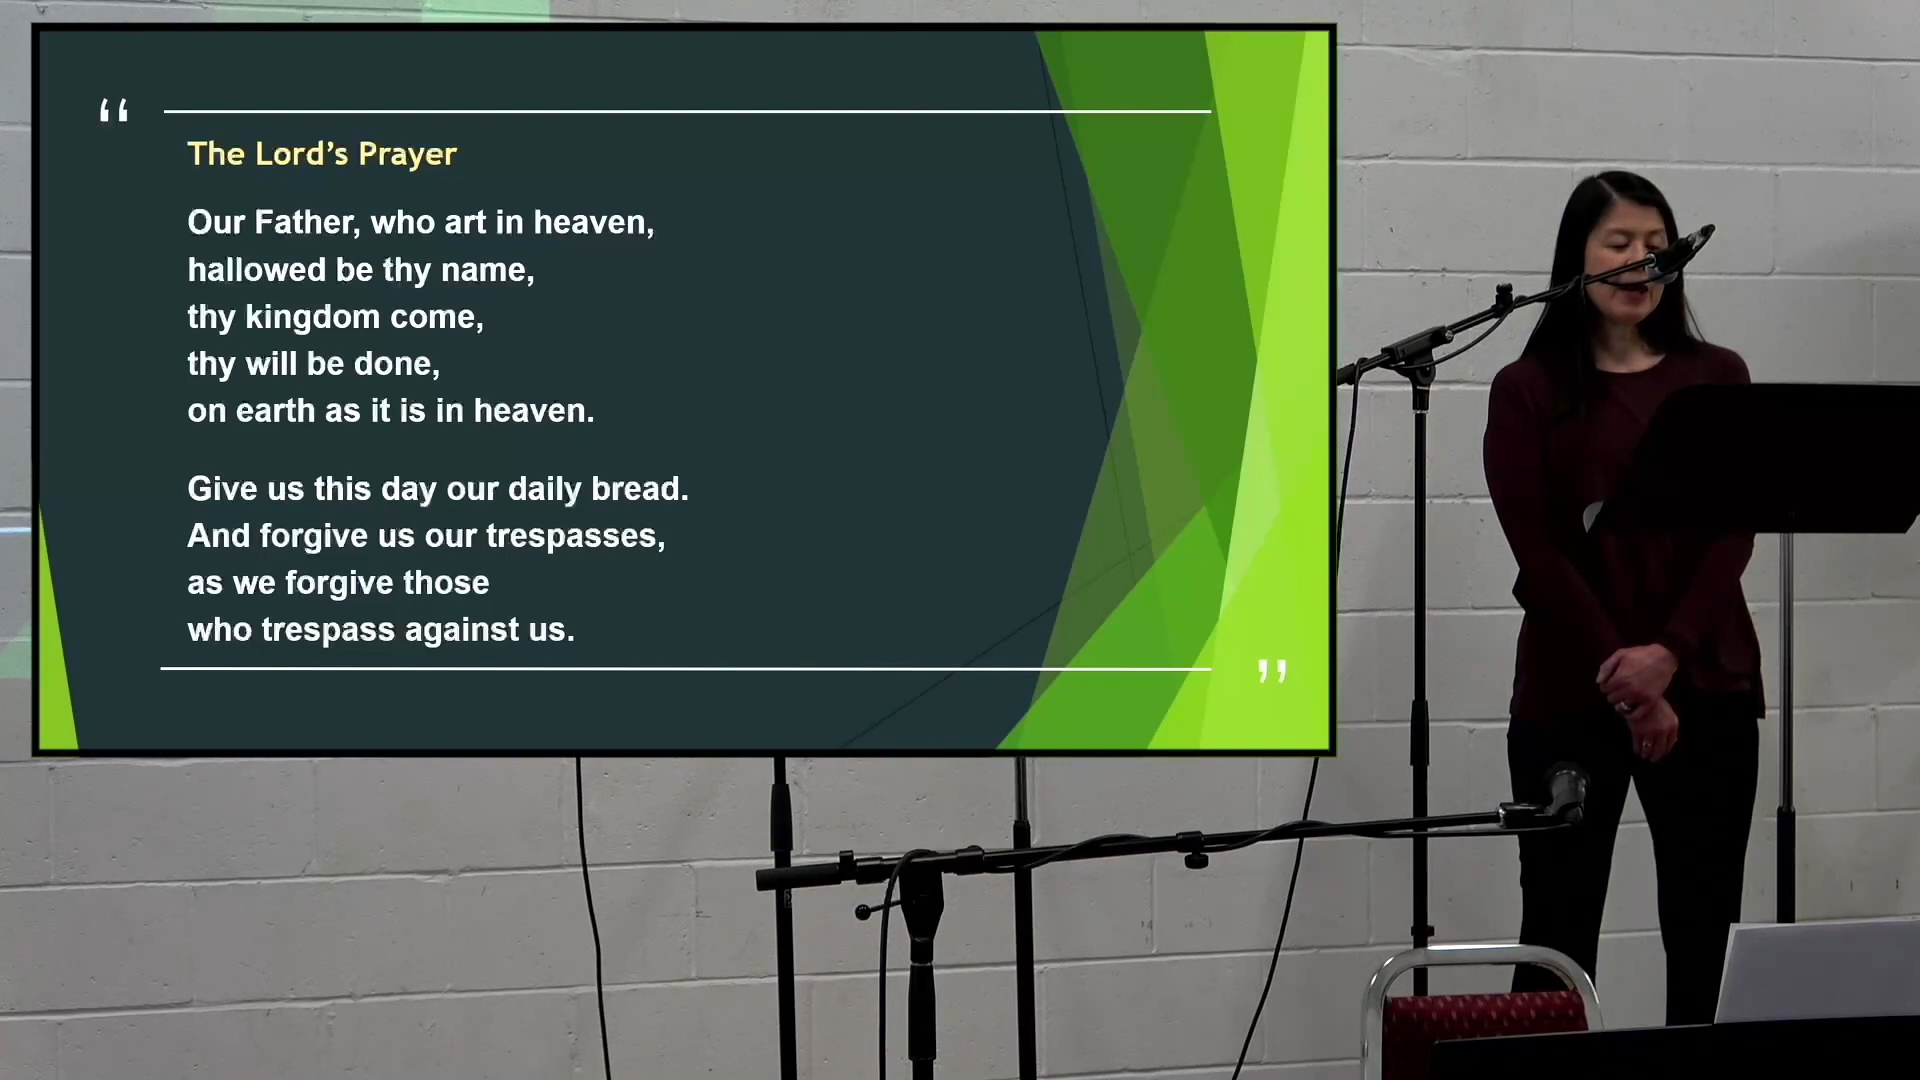 “
The Lord’s Prayer
Our Father, who art in heaven,
hallowed be thy name,
thy kingdom come,
thy will be done,
on earth as it is in heaven.
Give us this day our daily bread.
And forgive us our trespasses,
as we forgive those
who trespass against us.
”